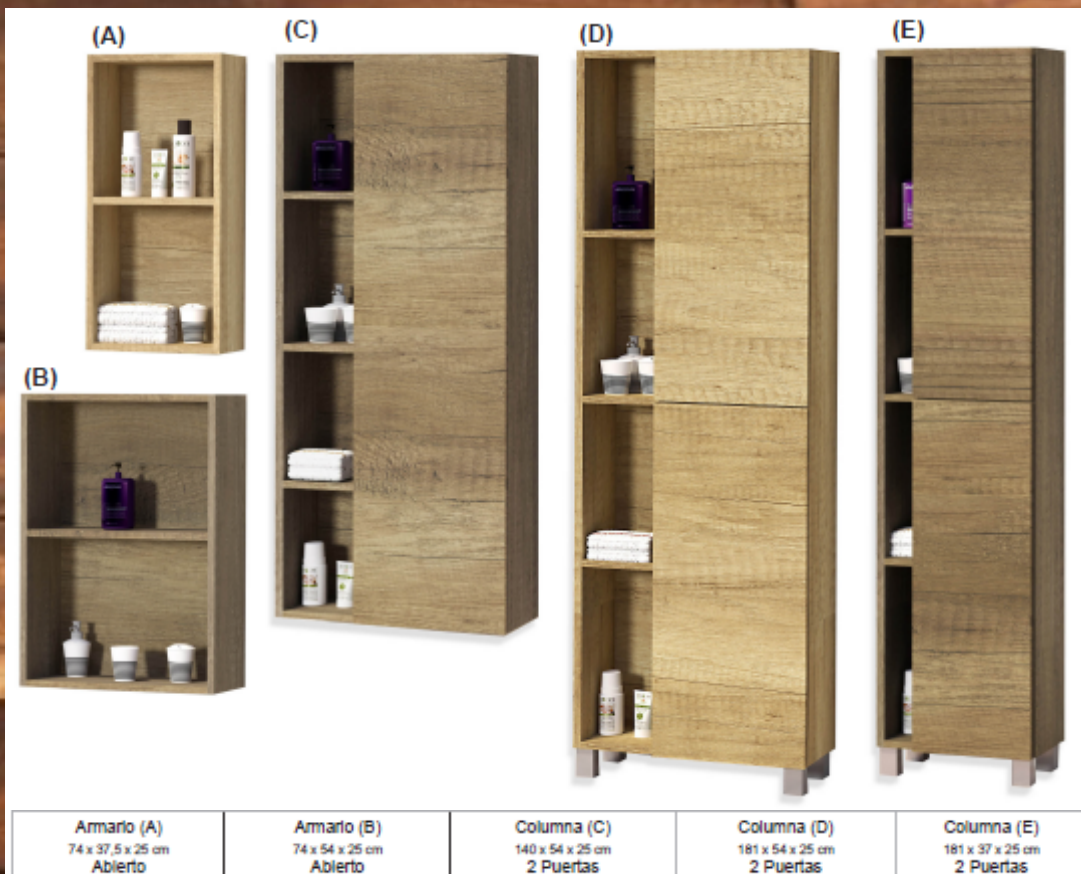 (A)
(C)
(D)
(E)
(B)
Armario (A)
74 x 37,5 x 25 cm
Abierto
Armario (B)
74 x 54 x 25 cm
Abierto
Columna (C)
140 x 54 x 25 cm
2 Puertas
Columna (D)
181 x 54 x 25 cm
2 Puertas
Columna (E)
181 x 37 x 25 cm
2 Puertas